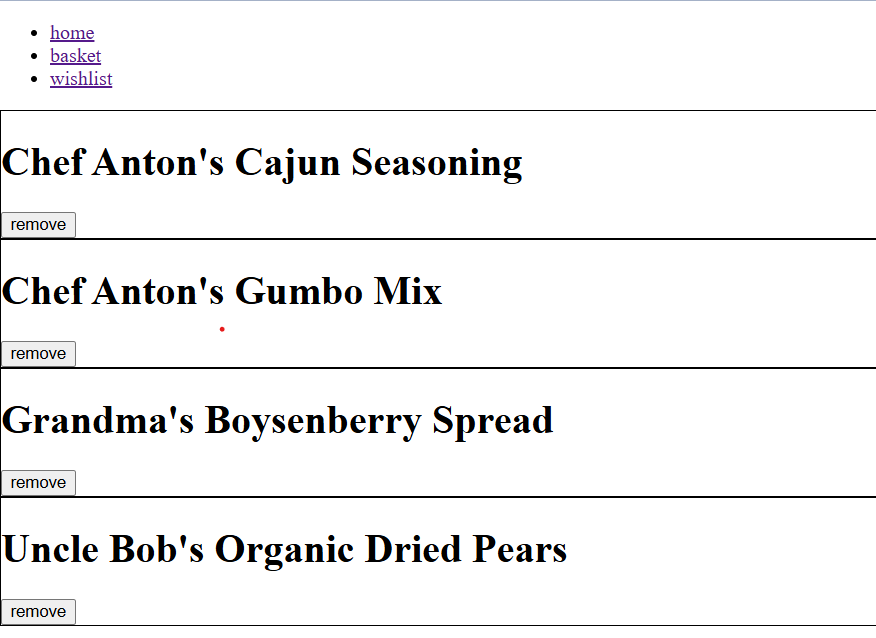 home
basket
wishlist
Chef Anton's Cajun Seasoning
remove
Chef Anton's Gumbo Mix
remove
Grandma's Boysenberry Spread
remove
Uncle Bob's Organic Dried Pears
remove